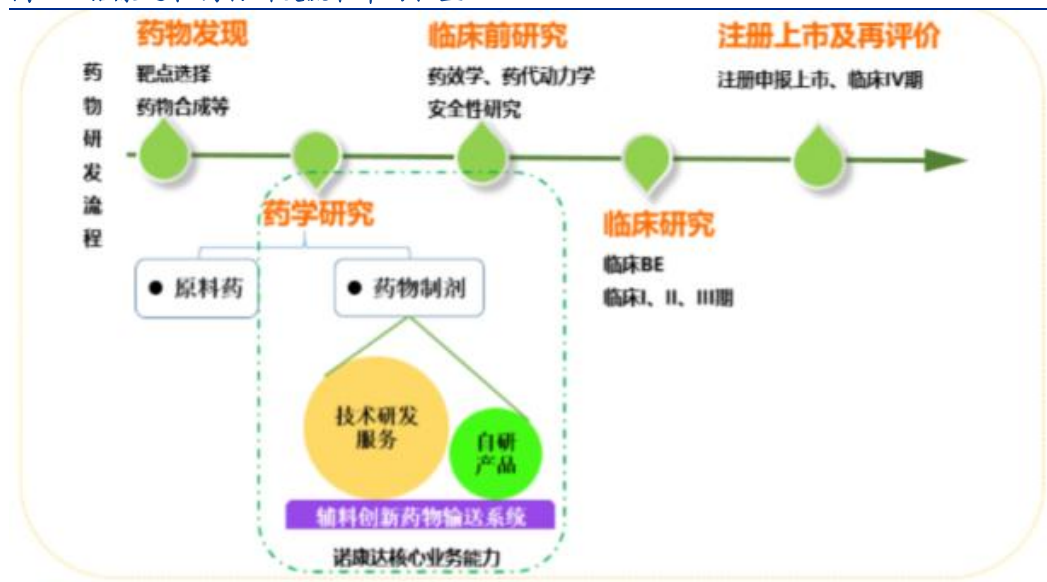 药物研发流程
药物发现
靶点选择
药物合成等
临床前研究
药效学、药代动力学
安全性研究
注册上市及再评价
注册申报上市、临床IV期
药学研究
● 原料药
● 药物制剂
临床研究
临床BE
临床I、II、III期
技术研发
服务
自研
产品
辅料创新药物输送系统
诺康达核心业务能力